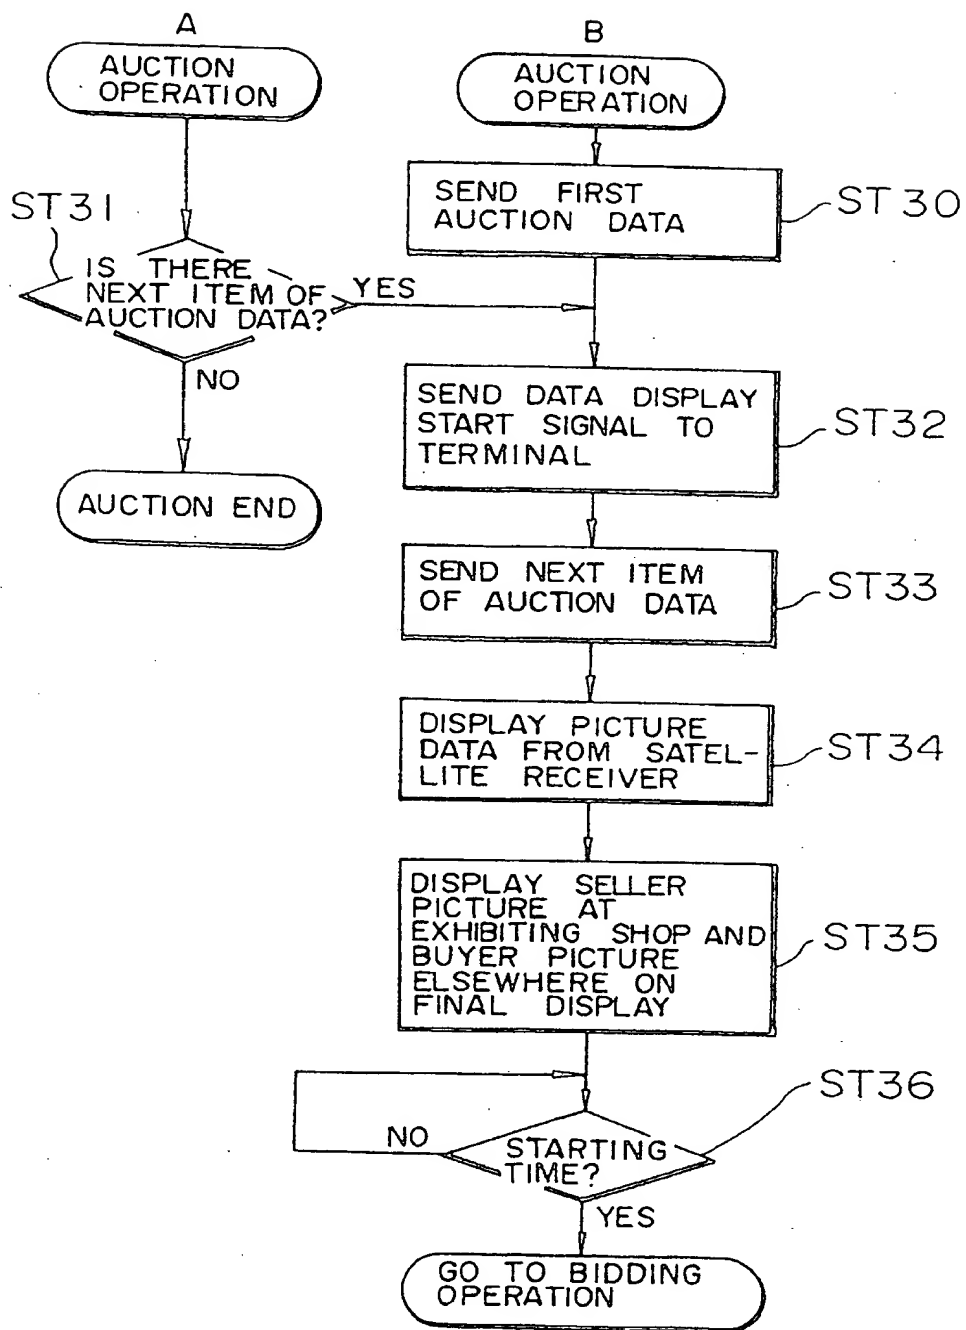 A
AUCTION
OPERATION
ST31
IS THERE
NEXT ITEM OF
AUCTION DATA?
YES
NO
AUCTION END
B
AUCTION
OPERATION
SEND FIRST
AUCTION DATA
ST30
SEND DATA DISPLAY
START SIGNAL TO
TERMINAL
ST32
SEND NEXT ITEM
OF AUCTION DATA
ST33
DISPLAY PICTURE
DATA FROM SATEL-
LITE RECEIVER
ST34
DISPLAY SELLER
PICTURE AT
EXHIBITING SHOP AND
BUYER PICTURE
ELSEWHERE ON
FINAL DISPLAY
ST35
ST36
NO
STARTING
TIME?
YES
GO TO BIDDING
OPERATION